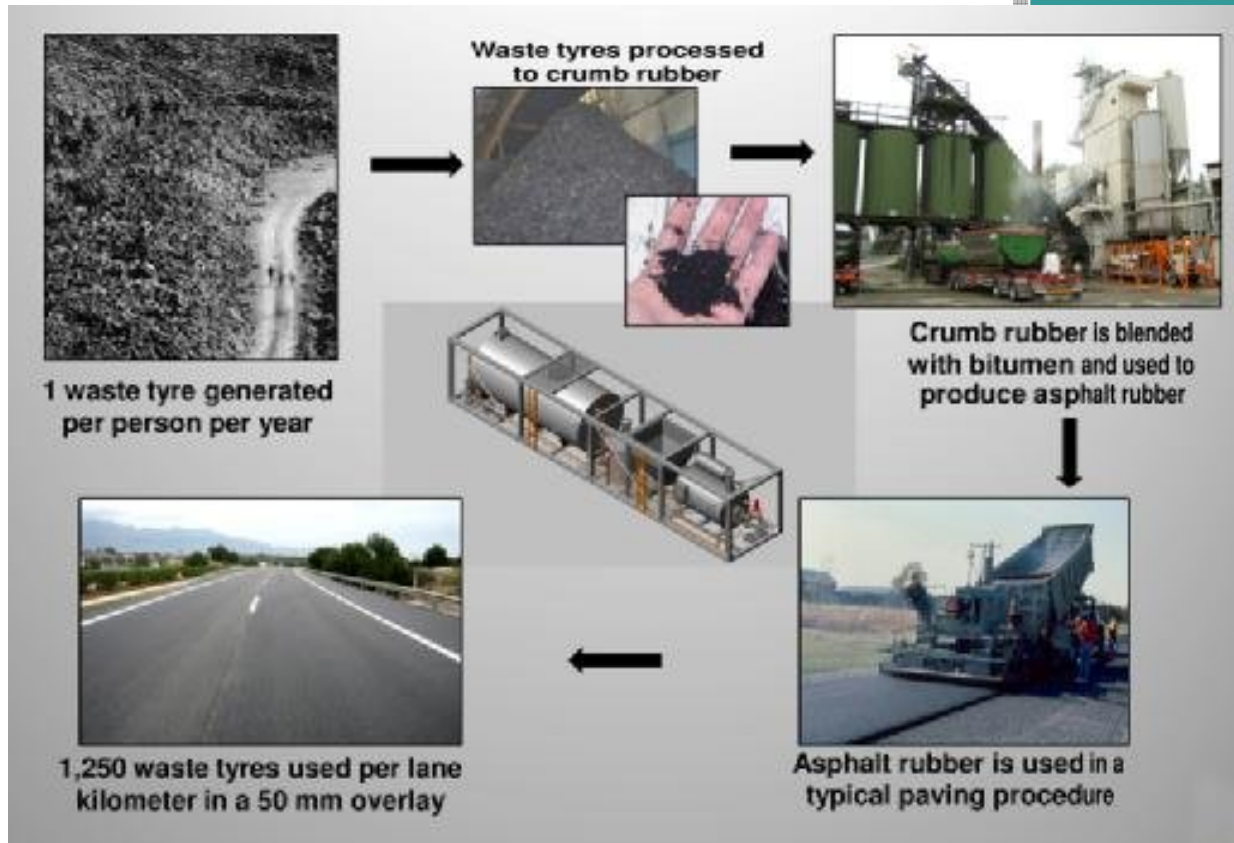 1 waste tyre generated
per person per year
Waste tyres processed
to crumb rubber
Crumb rubber is blended
with bitumen and used to
produce asphalt rubber
Asphalt rubber is used in a
typical paving procedure
1,250 waste tyres used per lane
kilometer in a 50 mm overlay